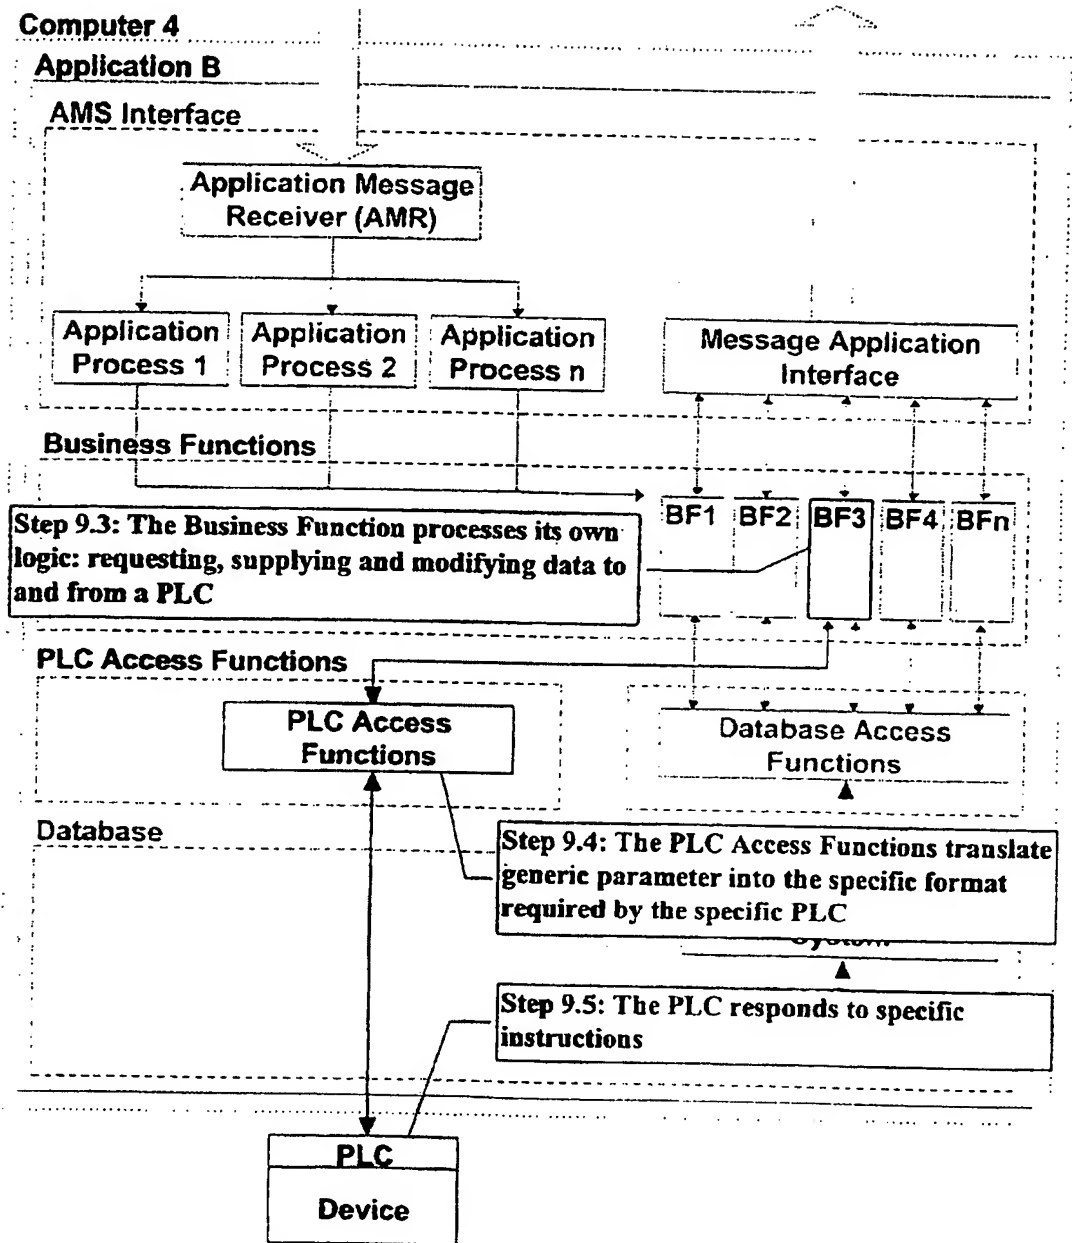 Computer 4
Application B
AMS Interface
Application Message
Receiver (AMR)
Application
Process 1
Application
Process 2
Application
Process n
Message Application
Interface
Business Functions
BF1
BF2
BF3
BF4
BFn
Step 9.3: The Business Function processes its own
logic: requesting, supplying and modifying data to
and from a PLC
PLC Access Functions
PLC Access
Functions
Database Access
Functions
Database
Step 9.4: The PLC Access Functions translate
generic parameter into the specific format
required by the specific PLC
Step 9.5: The PLC responds to specific
instructions
PLC
Device